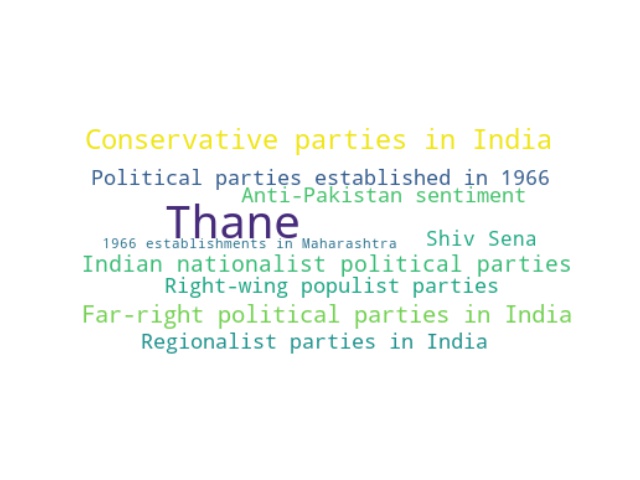 Conservative parties in India
Political parties established in 1966
Anti-Pakistan sentiment
Thane
1966 establishments in Maharashtra
Shiv Sena
Indian nationalist political parties
Right-wing populist parties
Far-right political parties in India
Regionalist parties in India